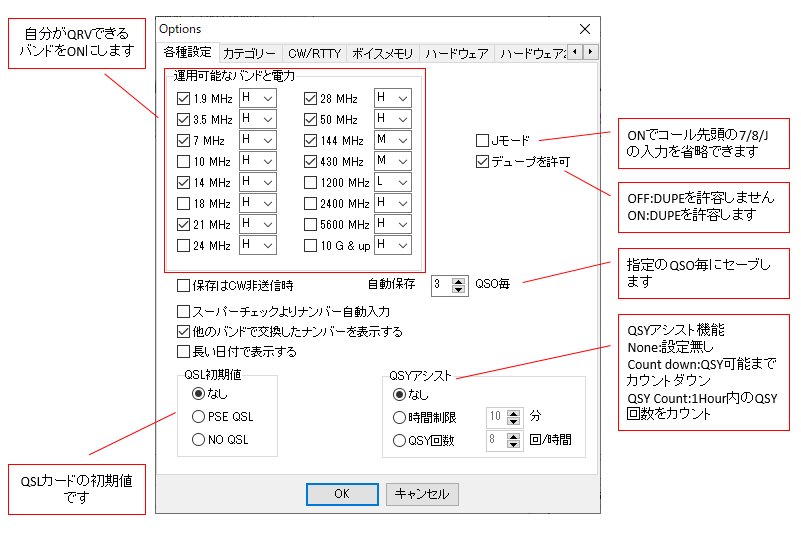 自分がQRVできる
バンドをONにします
Options
各種設定 カテゴリー CW/RTTY ボイスメモリ ハードウェア ハードウェア2
運用可能なバンドと電力
1.9 MHz H 28 MHz H
3.5 MHz H 50 MHz H
7 MHz H 144 MHz M
10 MHz H 430 MHz M
14 MHz H 1200 MHz L
18 MHz H 2400 MHz H
21 MHz H 5600 MHz H
24 MHz H 10 G & up H
Jモード
デュープを許可
ONでコール先頭の7/8/J
の入力を省略できます
OFF:DUPEを許容しません
ON:DUPEを許容します
保存はCW非送信時 自動保存 3 QSO毎
指定のQSO毎にセーブし
ます
スーパーチェックよりナンバー自動入力
他のバンドで交換したナンバーを表示する
長い日付で表示する
QSL初期値
なし
PSE QSL
NO QSL
QSYアシスト
なし
時間制限 10 分
QSY回数 8 回/時間
QSYアシスト機能
None:設定無し
Count down:QSY可能まで
カウントダウン
QSY Count:1Hour内のQSY
回数をカウント
QSLカードの初期値
です
OK キャンセル